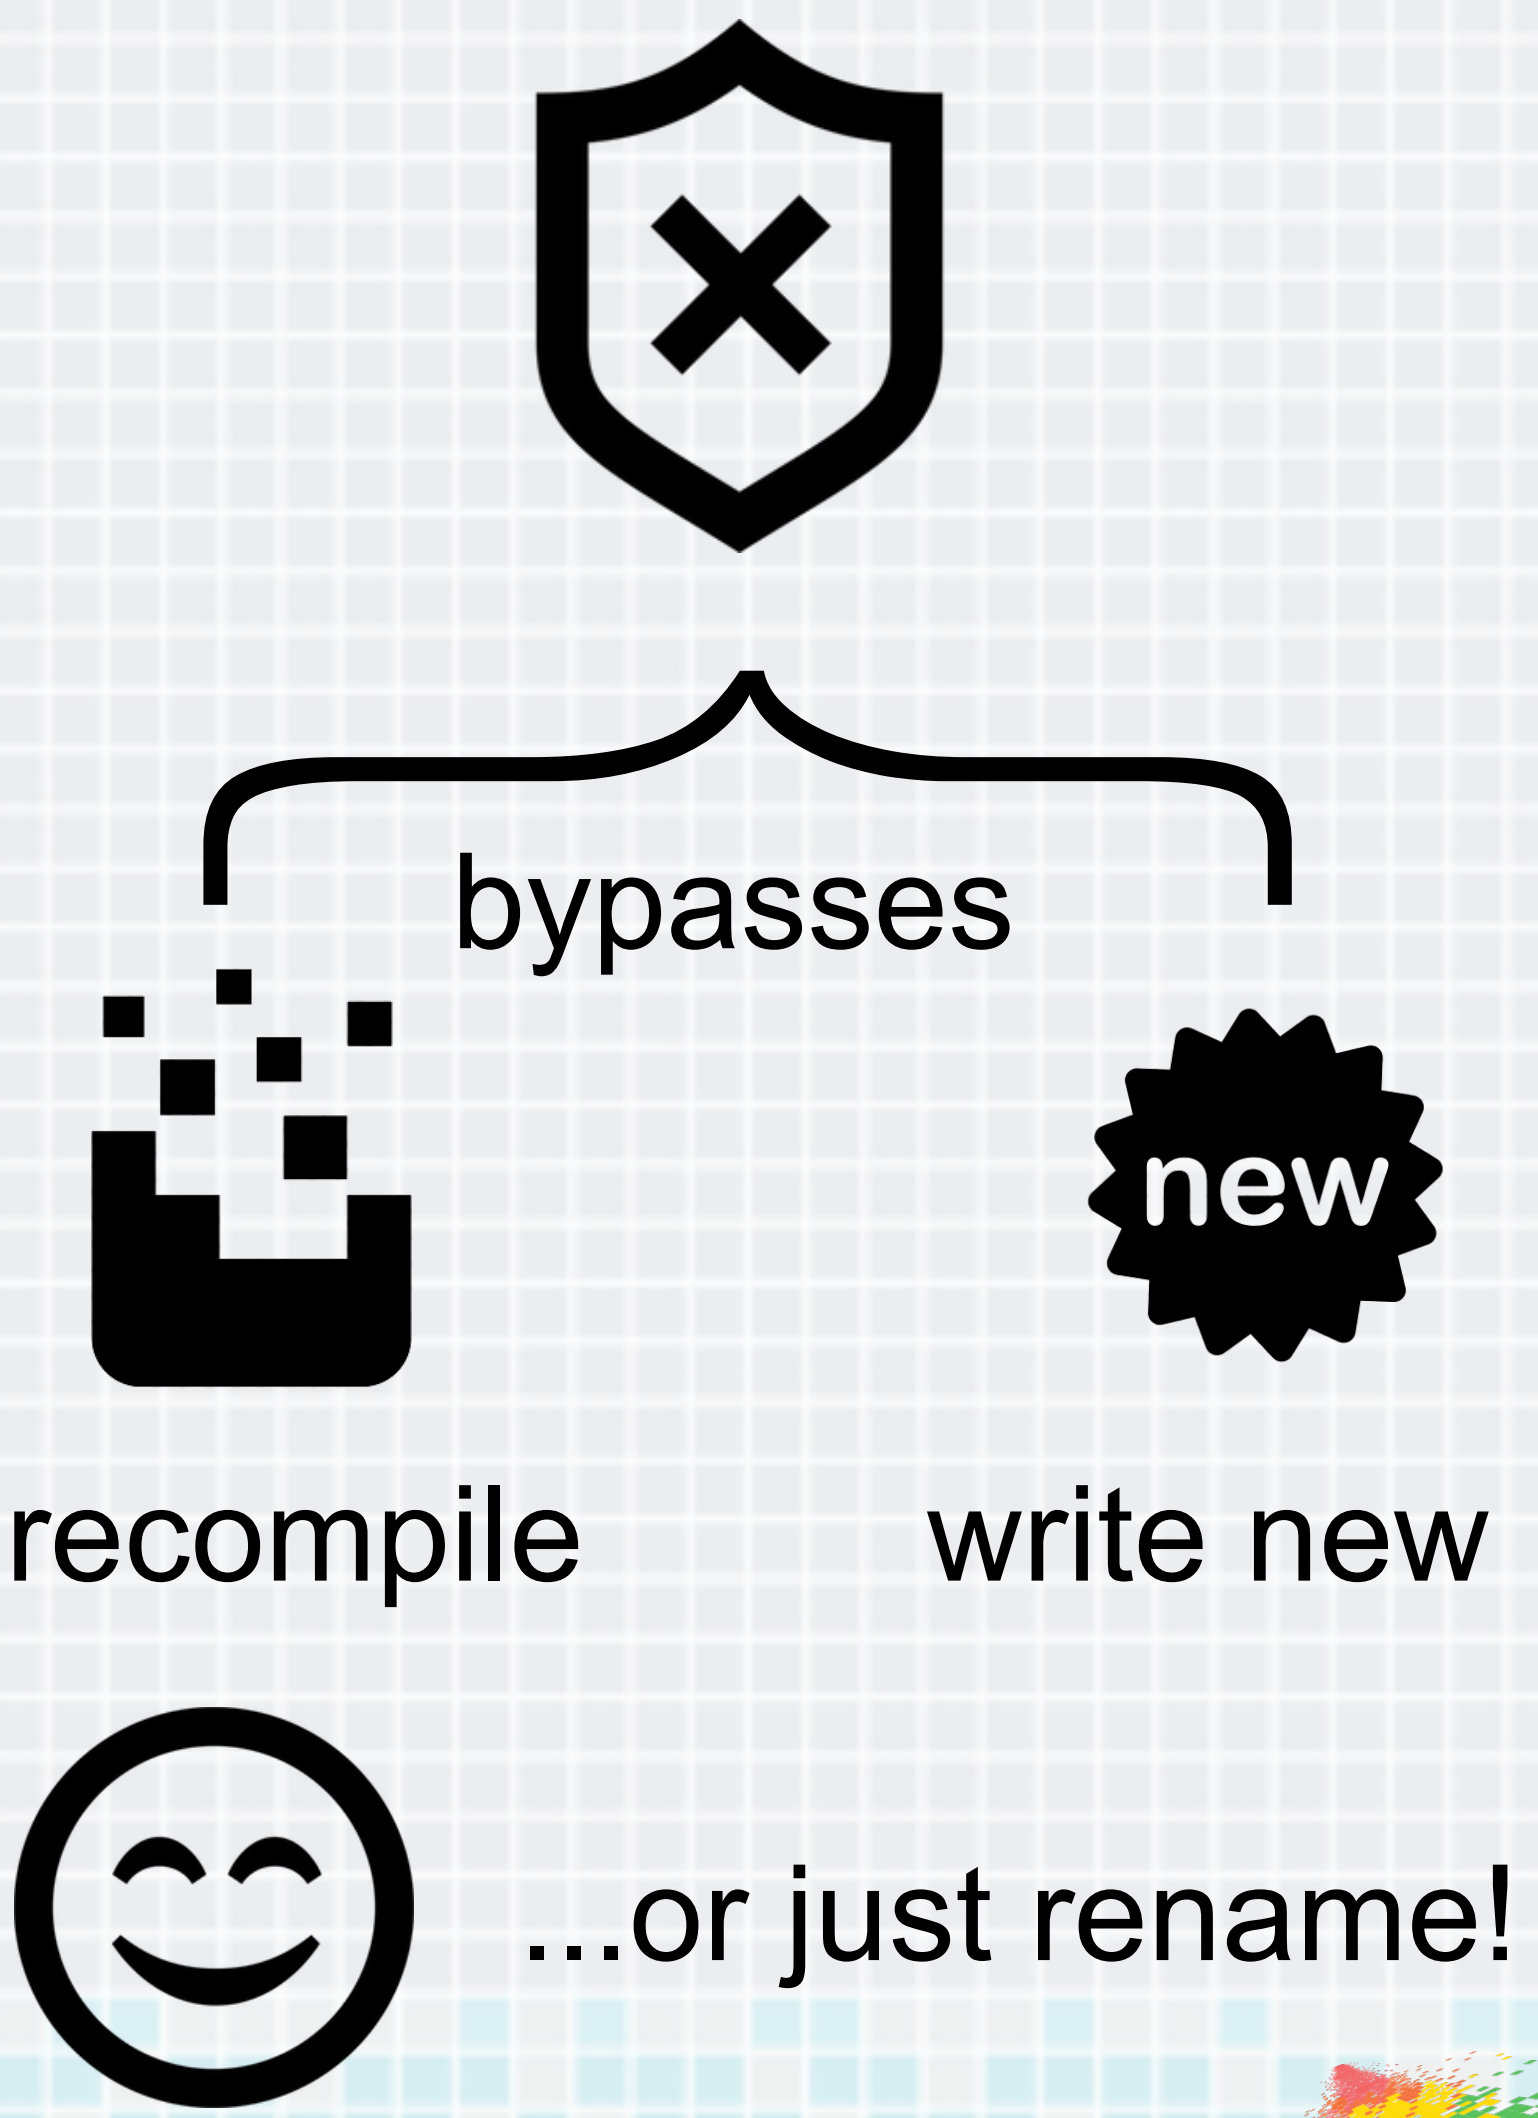 bypasses
new
recompile
write new
...or just rename!